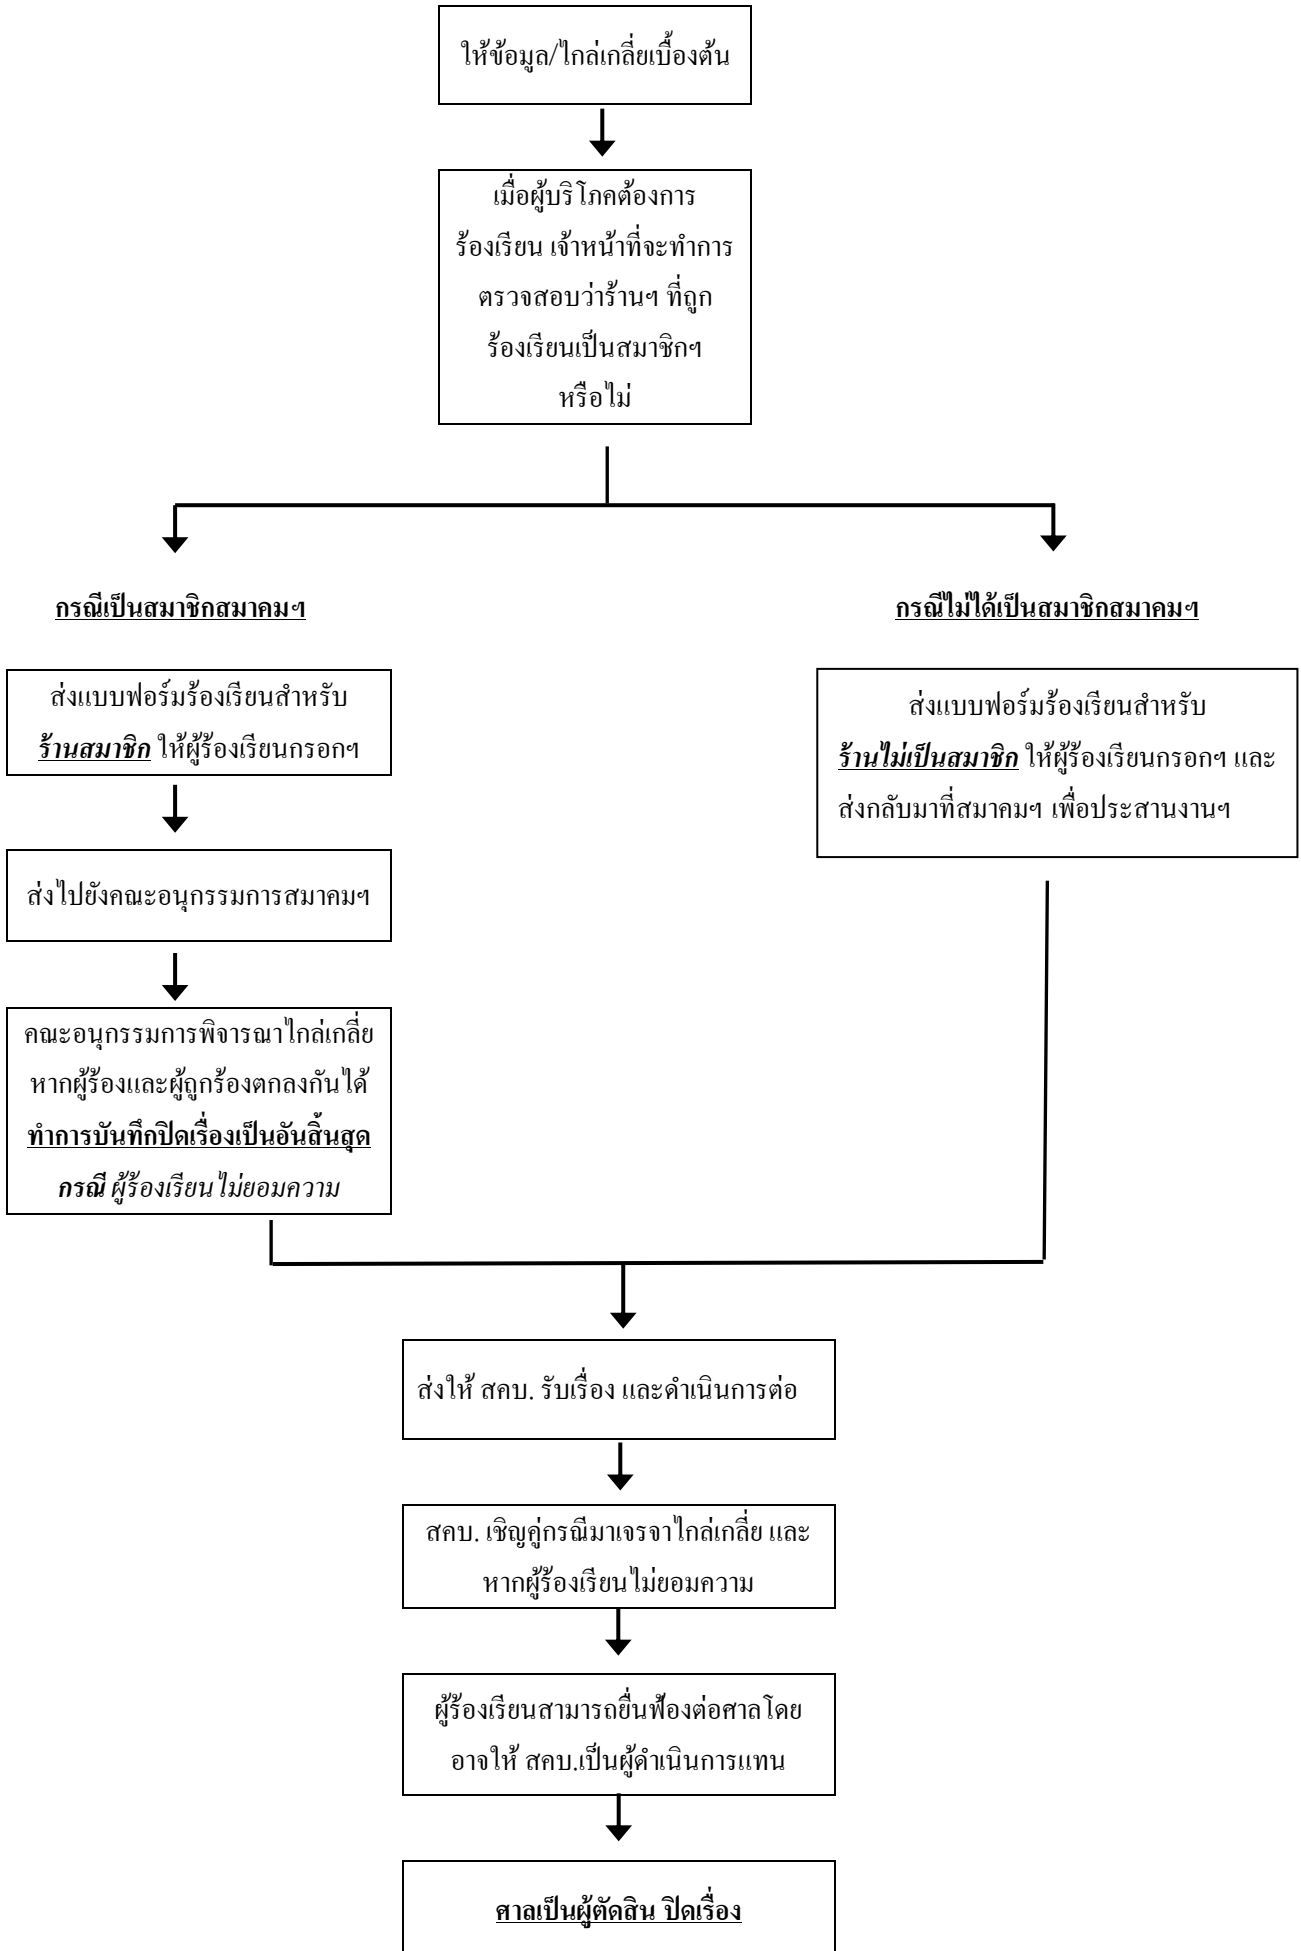 ให้ข้อมูล/ไกล่เกลี่ยเบื้องต้น
เมื่อผู้บริโภคต้องการ
ร้องเรียน เจ้าหน้าที่จะทำการ
ตรวจสอบว่าร้านฯ ที่ถูก
ร้องเรียนเป็นสมาชิกฯ
หรือไม่
กรณีเป็นสมาชิกสมาคมฯ
ส่งแบบฟอร์มร้องเรียนสำหรับ
ร้านสมาชิก ให้ผู้ร้องเรียนกรอกฯ
ส่งไปยังคณะอนุกรรมการสมาคมฯ
คณะอนุกรรมการพิจารณาไกล่เกลี่ย
หากผู้ร้องและผู้ถูกร้องตกลงกันได้
ทำการบันทึกปิดเรื่องเป็นอันสิ้นสุด
กรณี ผู้ร้องเรียนไม่ยอมความ
กรณีไม่ได้เป็นสมาชิกสมาคมฯ
ส่งแบบฟอร์มร้องเรียนสำหรับ
ร้านไม่เป็นสมาชิก ให้ผู้ร้องเรียนกรอกฯ และ
ส่งกลับมาที่สมาคมฯ เพื่อประสานงานฯ
ส่งให้ สคบ. รับเรื่อง และดำเนินการต่อ
สคบ. เชิญคู่กรณีมาเจรจาไกล่เกลี่ย และ
หากผู้ร้องเรียนไม่ยอมความ
ผู้ร้องเรียนสามารถยื่นฟ้องต่อศาลโดย
อาจให้ สคบ.เป็นผู้ดำเนินการแทน
ศาลเป็นผู้ตัดสิน ปิดเรื่อง